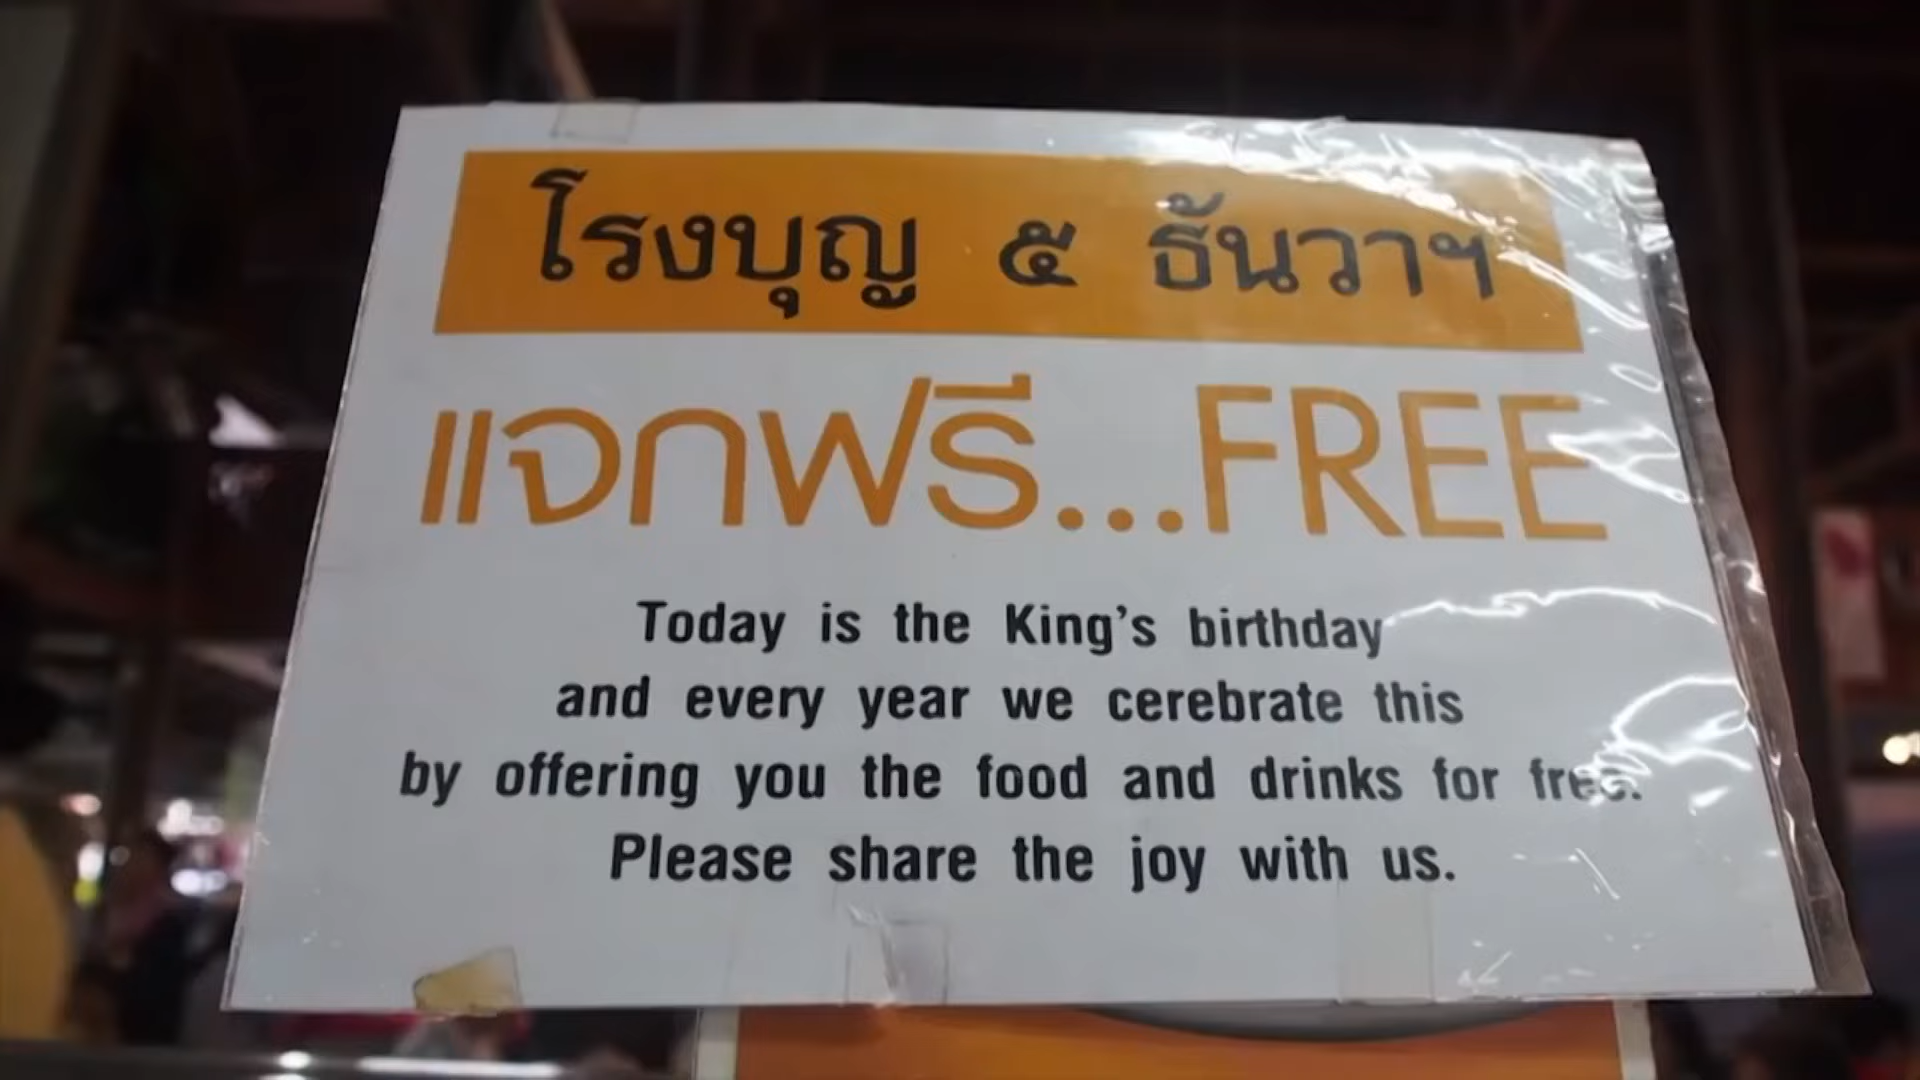 โรงบุญ ๕ ธันวาฯ
แจกฟรี...FREE
Today is the King's birthday
and every year we cerebrate this
by offering you the food and drinks for free.
Please share the joy with us.